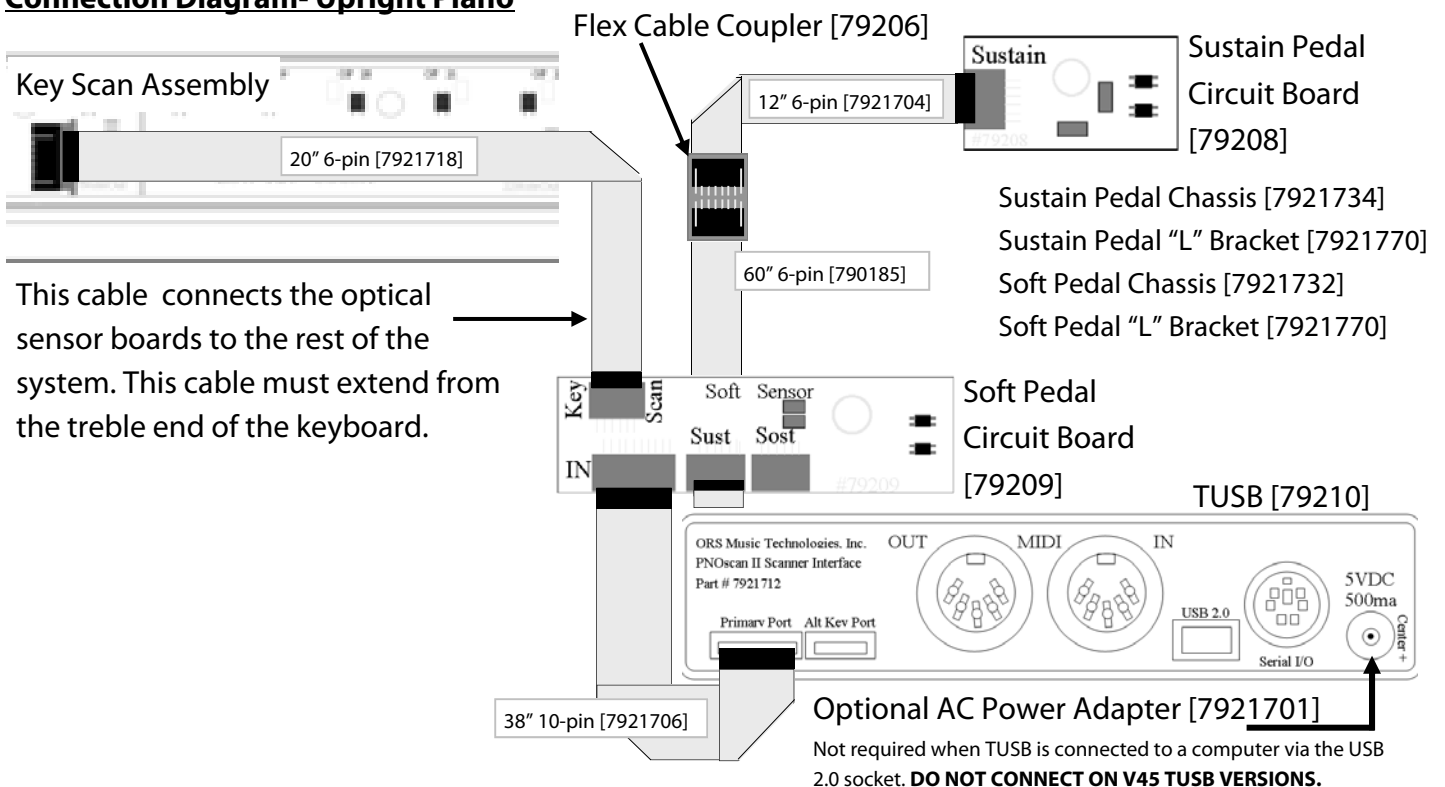 Connection Diagram- Upright Piano
Flex Cable Coupler [79206]
Key Scan Assembly
20” 6-pin [7921718]
12” 6-pin [7921704]
Sustain
#79208
Sustain Pedal
Circuit Board
[79208]
Sustain Pedal Chassis [7921734]
Sustain Pedal “L” Bracket [7921770]
Soft Pedal Chassis [7921732]
Soft Pedal “L” Bracket [7921770]
60” 6-pin [790185]
This cable connects the optical
sensor boards to the rest of the
system. This cable must extend from
the treble end of the keyboard.
Key
Scan
Soft Sensor
Sust
Sost
IN
#79209
Soft Pedal
Circuit Board
[79209]
TUSB [79210]
ORS Music Technologies, Inc.
PNOscan II Scanner Interface
Part # 7921712
OUT
MIDI
IN
Primary Port
Alt Key Port
USB 2.0
Serial I/O
5VDC
500ma
Center +
38” 10-pin [7921706]
Optional AC Power Adapter [7921701]
Not required when TUSB is connected to a computer via the USB
2.0 socket. DO NOT CONNECT ON V45 TUSB VERSIONS.